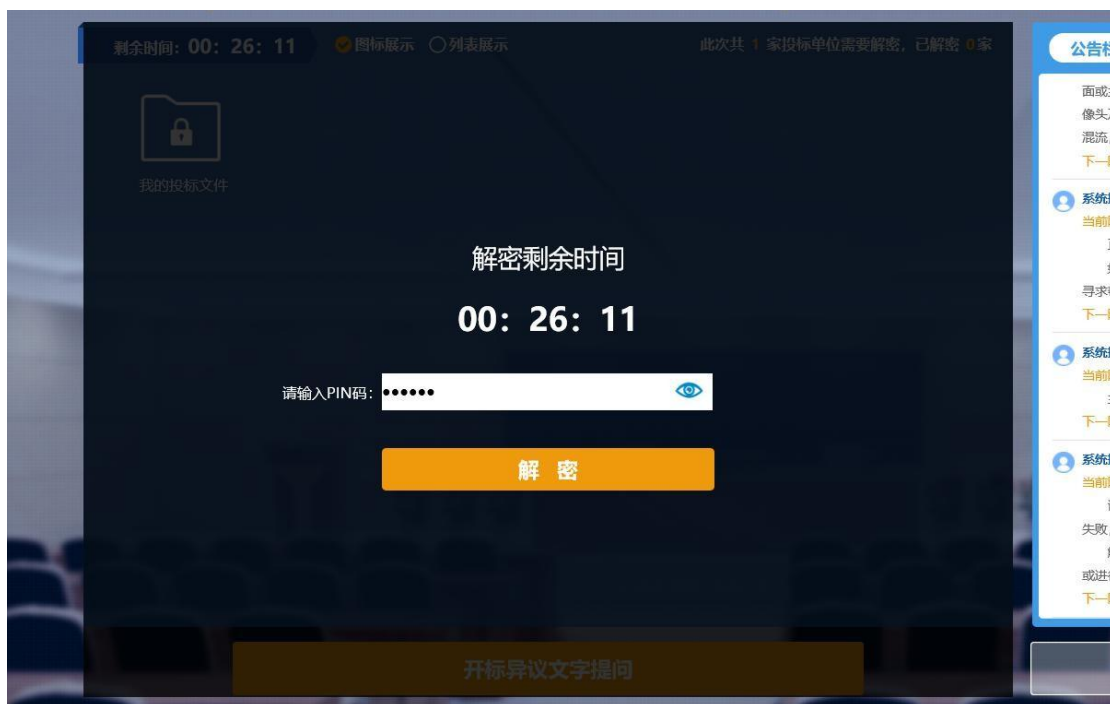 剩余时间：00：26：11
图标展示 列表展示
此次共 1 家投标单位需要解密，已解密 0家
我的投标文件
解密剩余时间
00：26：11
请输入PIN码：••••••
解 密
开标异议文字提问
公告
面或
像头
混流，
下一
系统
当前
寻求
下一
系统
当前
下一
系统
当前
失败，
或进
下一